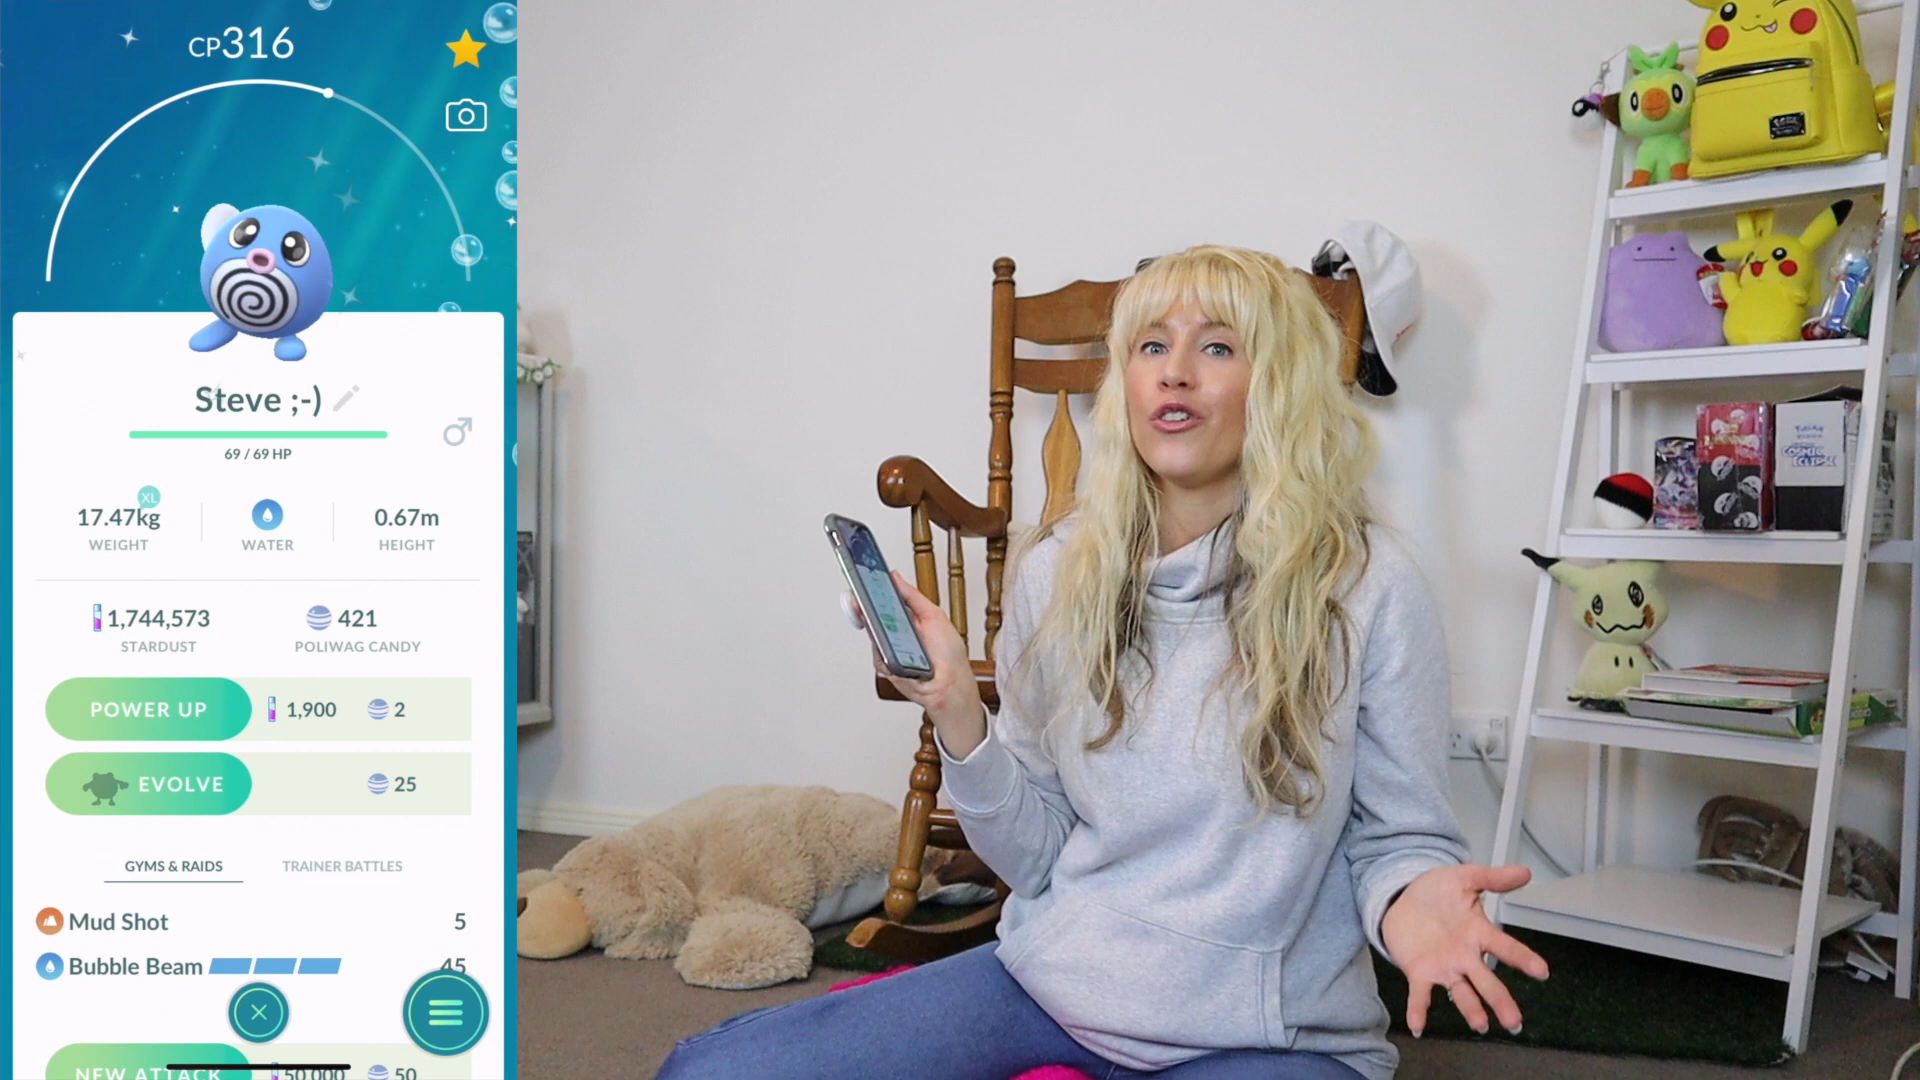 CP316
Steve ;-)
69 / 69 HP
XL
17.47kg
WEIGHT
WATER
0.67m
HEIGHT
1,744,573
STARDUST
421
POLIWAG CANDY
POWER UP 1,900 2
EVOLVE 25
GYMS & RAIDS TRAINER BATTLES
Mud Shot 5
Bubble Beam 45
NEW ATTACK 50,000 50
COSMIC
ECLIPSE